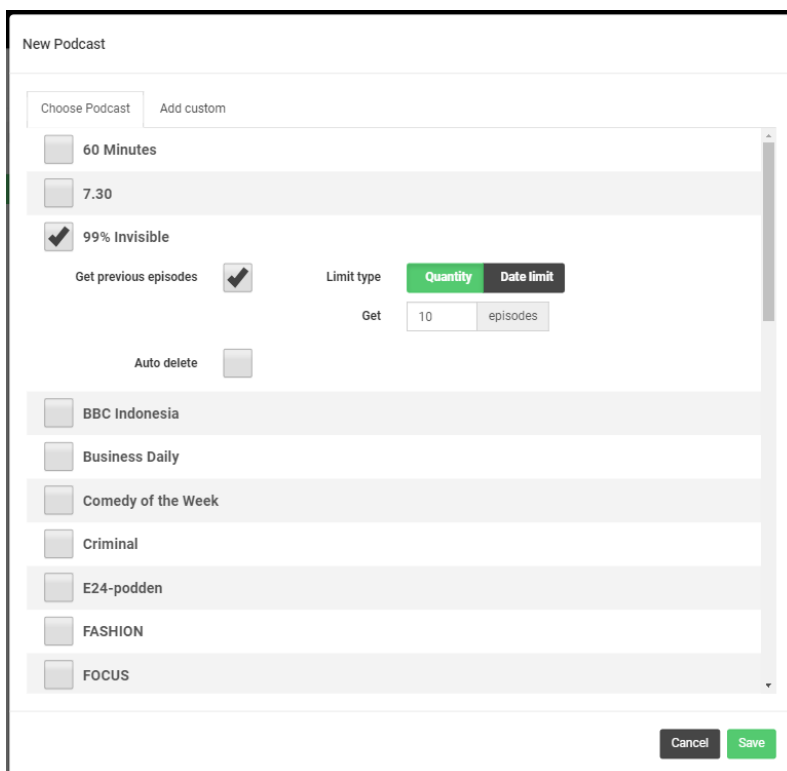 New Podcast
Choose Podcast Add custom
60 Minutes
7.30
99% Invisible
Get previous episodes Limit type Quantity Date limit
Get 10 episodes
Auto delete
BBC Indonesia
Business Daily
Comedy of the Week
Criminal
E24-podden
FASHION
FOCUS
Cancel Save